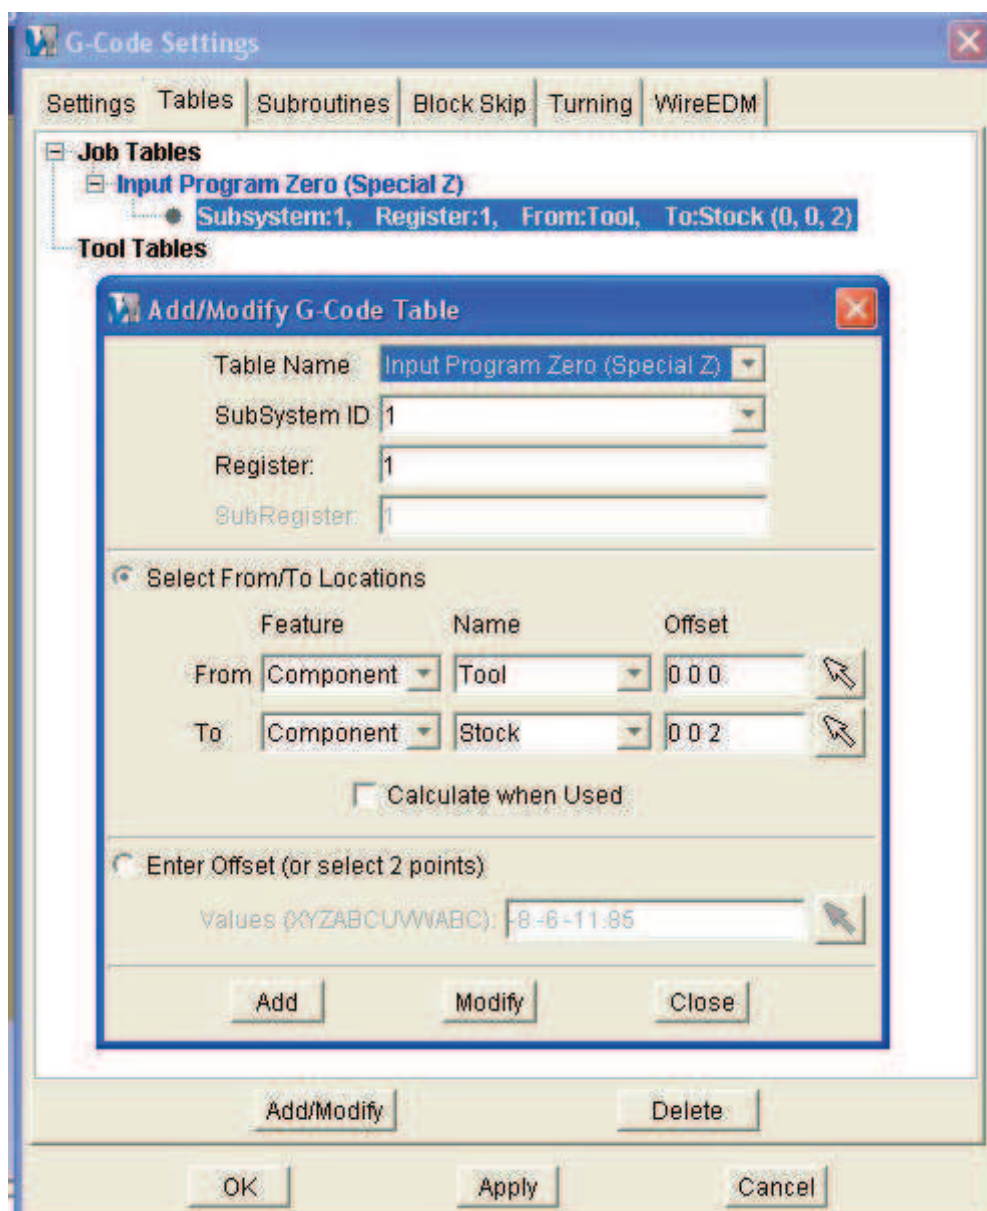 G-Code Settings
Settings Tables Subroutines Block Skip Turning WireEDM
Job Tables
Input Program Zero (Special Z)
Subsystem:1, Register:1, From:Tool, To:Stock (0, 0, 2)
Tool Tables
Add/Modify G-Code Table
Table Name Input Program Zero (Special Z)
SubSystem ID 1
Register: 1
SubRegister: 1
Select From/To Locations
Feature Name Offset
From Component Tool 0 0 0
To Component Stock 0 0 2
Calculate when Used
Enter Offset (or select 2 points)
Values (XYZABCUVWABC): -8 -6 -11.85
Add Modify Close
Add/Modify Delete
OK Apply Cancel